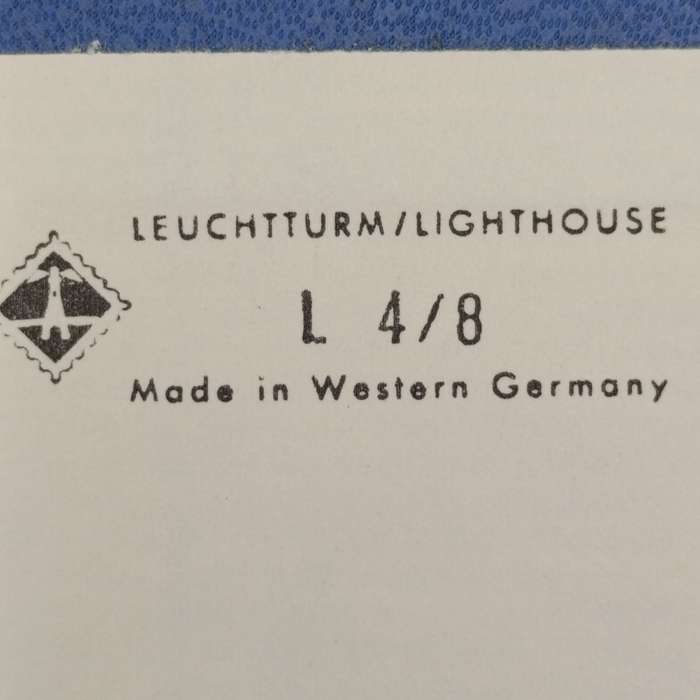 LEUCHTTURM/LIGHTHOUSE
L 4/8
Made in Western Germany